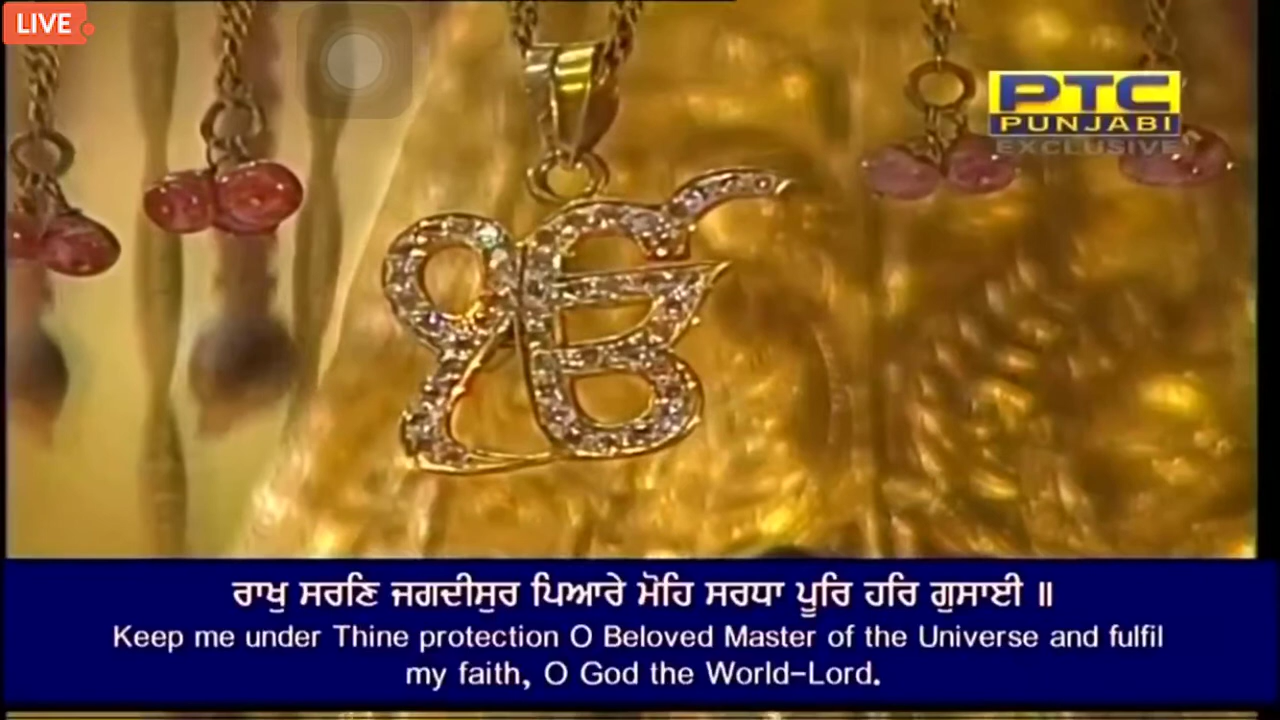 LIVE
PTC
PUNJABI
EXCLUSIVE
ਰਾਖੁ ਸਰਣਿ ਜਗਦੀਸੁਰ ਪਿਆਰੇ ਮੋਹਿ ਸਰਧਾ ਪੂਰਿ ਹਰਿ ਗੁਸਾਈ ॥
Keep me under Thine protection O Beloved Master of the Universe and fulfil
my faith, O God the World-Lord.